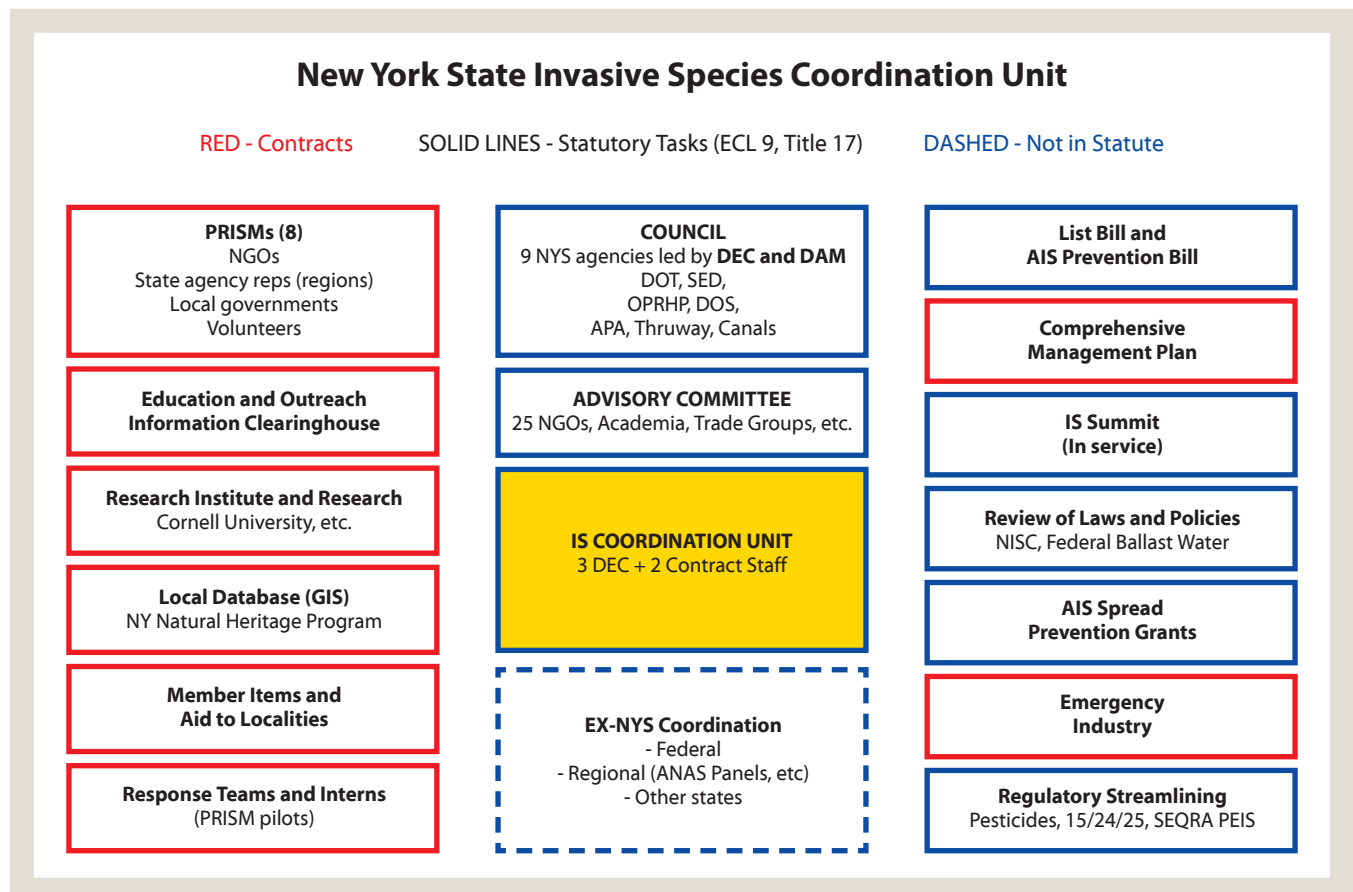 New York State Invasive Species Coordination Unit
RED - Contracts
SOLID LINES - Statutory Tasks (ECL 9, Title 17)
DASHED - Not in Statute
PRISMs (8)
NGOs
State agency reps (regions)
Local governments
Volunteers
Education and Outreach
Information Clearinghouse
Research Institute and Research
Cornell University, etc.
Local Database (GIS)
NY Natural Heritage Program
Member Items and
Aid to Localities
Response Teams and Interns
(PRISM pilots)
COUNCIL
9 NYS agencies led by DEC and DAM
DOT, SED,
OPRHP, DOS,
APA, Thruway, Canals
ADVISORY COMMITTEE
25 NGOs, Academia, Trade Groups, etc.
IS COORDINATION UNIT
3 DEC + 2 Contract Staff
EX-NYS Coordination
- Federal
- Regional (ANAS Panels, etc)
- Other states
List Bill and
AIS Prevention Bill
Comprehensive
Management Plan
IS Summit
(In service)
Review of Laws and Policies
NISC, Federal Ballast Water
AIS Spread
Prevention Grants
Emergency
Industry
Regulatory Streamlining
Pesticides, 15/24/25, SEQRA PEIS